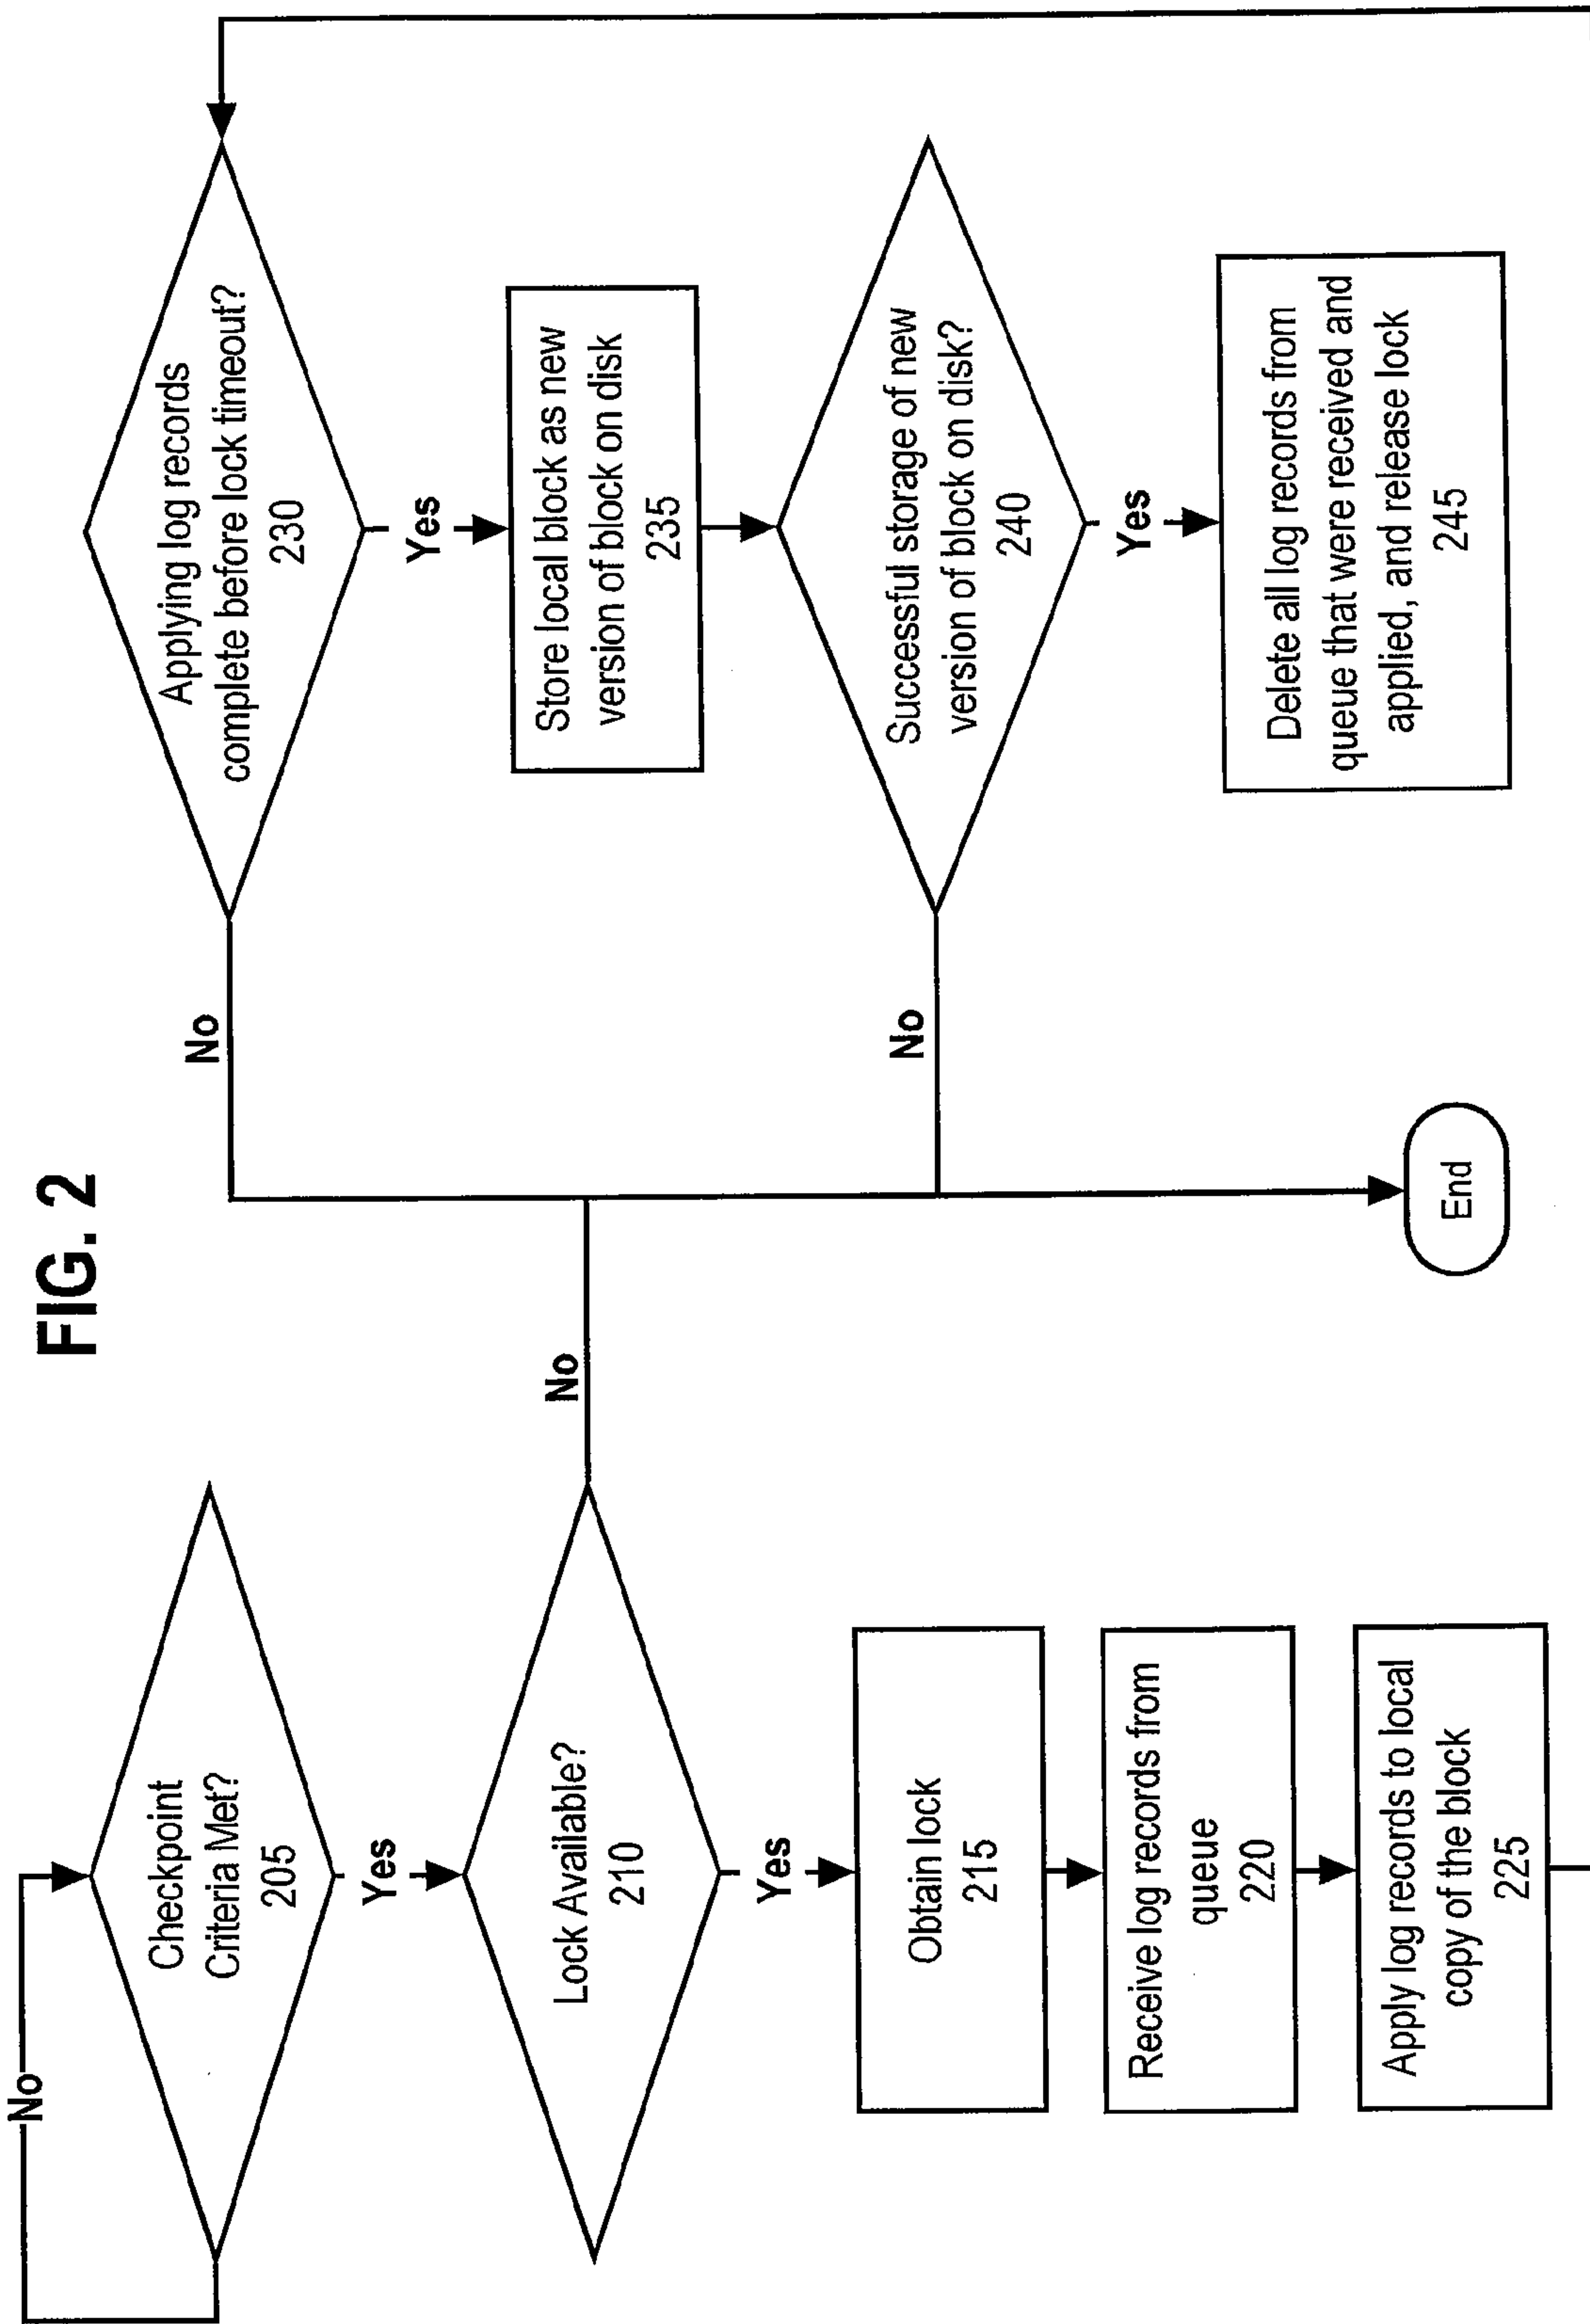 FIG. 2
No
Checkpoint
Criteria Met?
205
Yes
Lock Available?
210
No
Yes
Obtain lock
215
Receive log records from
queue
220
Apply log records to local
copy of the block
225
Applying log records
complete before lock timeout?
230
No
Yes
Store local block as new
version of block on disk
235
Successful storage of new
version of block on disk?
240
No
Yes
Delete all log records from
queue that were received and
applied, and release lock
245
End